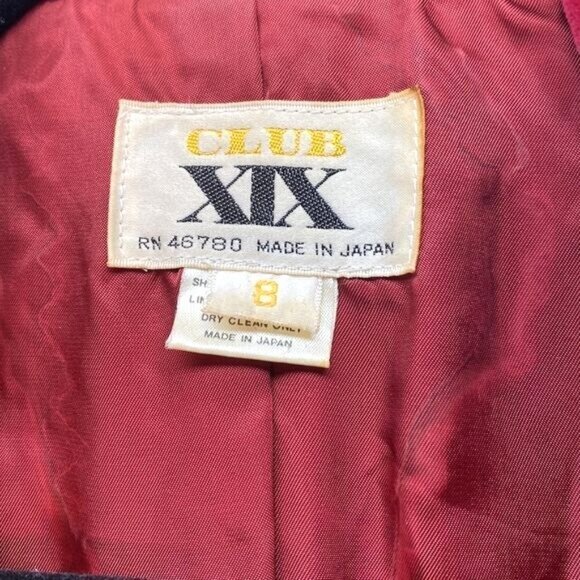 CLUB
XIX
RN 46780 MADE IN JAPAN
8
DRY CLEAN ONLY
MADE IN JAPAN